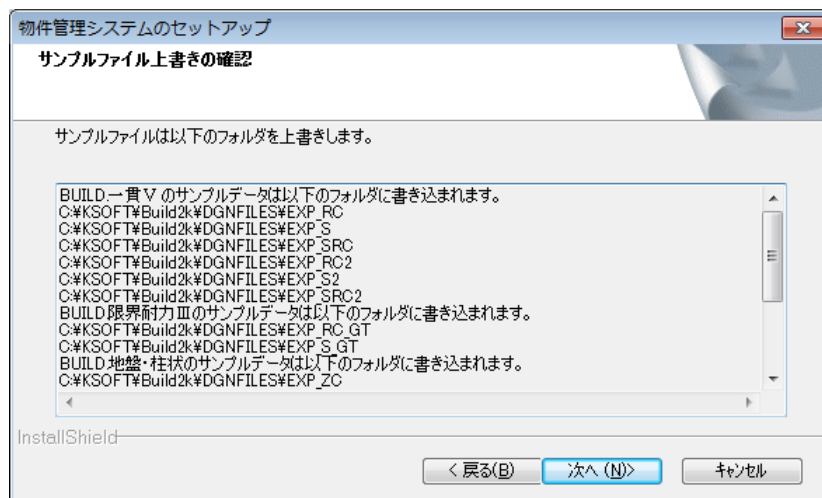 物件管理システムのセットアップ
サンプルファイル上書きの確認
サンプルファイルは以下のフォルダを上書きします。
BUILD.一貫Ⅴのサンプルデータは以下のフォルダに書き込まれます。
C:¥KSOFT¥Build2k¥DGNFILES¥EXP_RC
C:¥KSOFT¥Build2k¥DGNFILES¥EXP_S
C:¥KSOFT¥Build2k¥DGNFILES¥EXP_SRC
C:¥KSOFT¥Build2k¥DGNFILES¥EXP_RC2
C:¥KSOFT¥Build2k¥DGNFILES¥EXP_S2
C:¥KSOFT¥Build2k¥DGNFILES¥EXP_SRC2
BUILD.限界耐力Ⅲのサンプルデータは以下のフォルダに書き込まれます。
C:¥KSOFT¥Build2k¥DGNFILES¥EXP_RC_GT
C:¥KSOFT¥Build2k¥DGNFILES¥EXP_S_GT
BUILD.地盤・柱状のサンプルデータは以下のフォルダに書き込まれます。
C:¥KSOFT¥Build2k¥DGNFILES¥EXP_ZC
InstallShield
< 戻る(B)
次へ (N)>
キャンセル